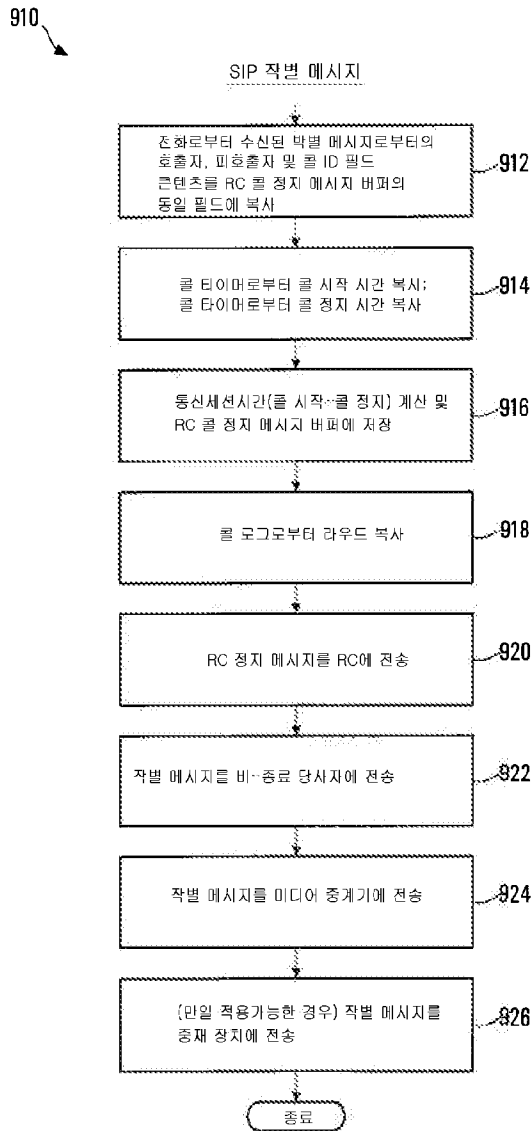 910
SIP 작별 메시지
전화로부터 수신된 박별 메시지로부터의
호출자, 피호출자 및 콜 ID 필드
콘텐츠를 RC 콜 정지 메시지 버퍼의
동일 필드에 복사
912
콜 타이머로부터 콜 시작 시간 복사;
콜 타이머로부터 콜 정지 시간 복사
914
통신세션시간(콜 시작-콜 정지) 계산 및
RC 콜 정지 메시지 버퍼에 저장
916
콜 로그로부터 라우트 복사
918
RC 정지 메시지를 RC에 전송
920
작별 메시지를 비-종료 당사자에 전송
922
작별 메시지를 미디어 중계기에 전송
924
(만일 적용가능한 경우) 작별 메시지를
중재 장치에 전송
926
종료